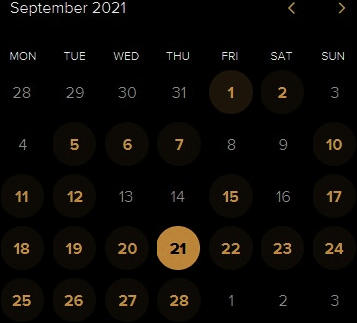 September 2021 < >
MON TUE WED THU FRI SAT SUN
28 29 30 31 1 2 3
4 5 6 7 8 9 10
11 12 13 14 15 16 17
18 19 20 21 22 23 24
25 26 27 28 1 2 3